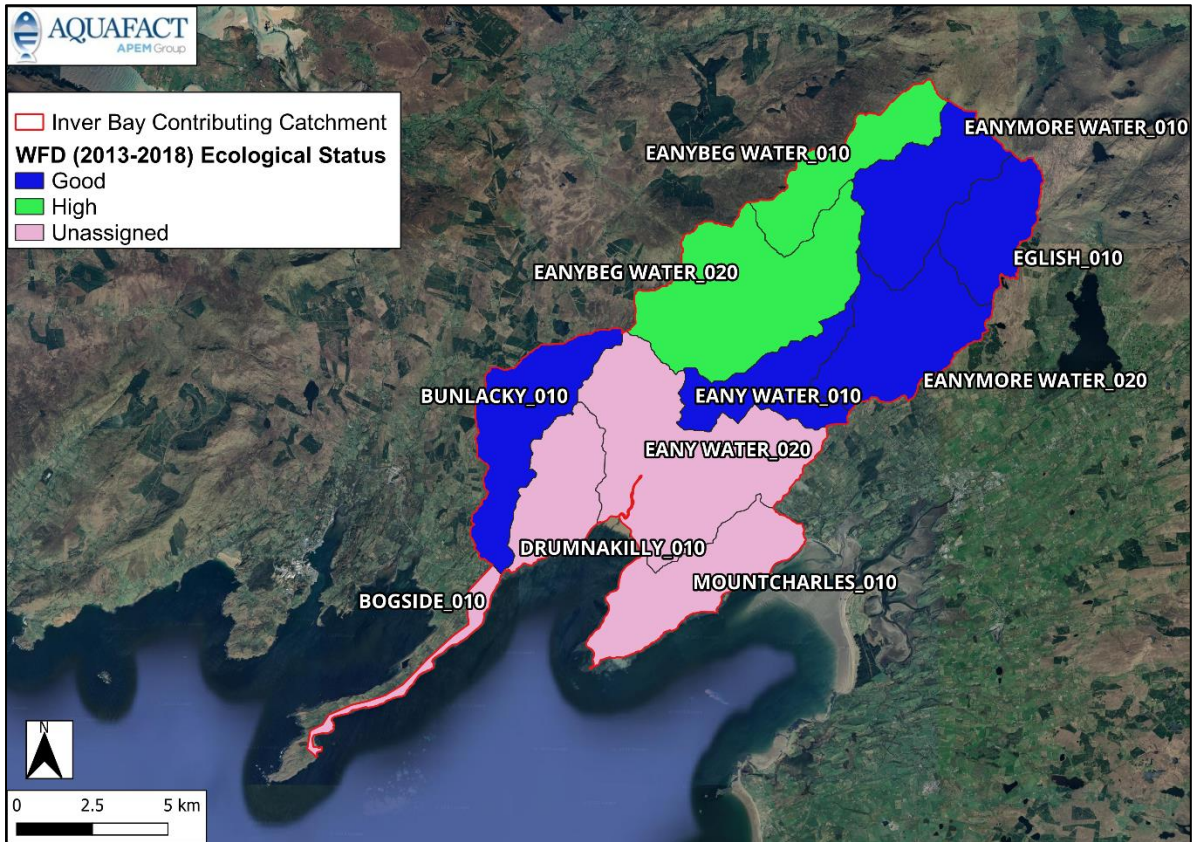 AQUAFACT
APEM Group
Inver Bay Contributing Catchment
WFD (2013-2018) Ecological Status
Good
High
Unassigned
EANYMORE WATER_010
EANYBEG WATER_010
EGLISH_010
EANYBEG WATER_020
EANYMORE WATER_020
BUNLACKY_010
EANY WATER_010
EANY WATER_020
DRUMNAKILLY_010
MOUNTCHARLES_010
BOGSIDE_010
N
0 2.5 5 km